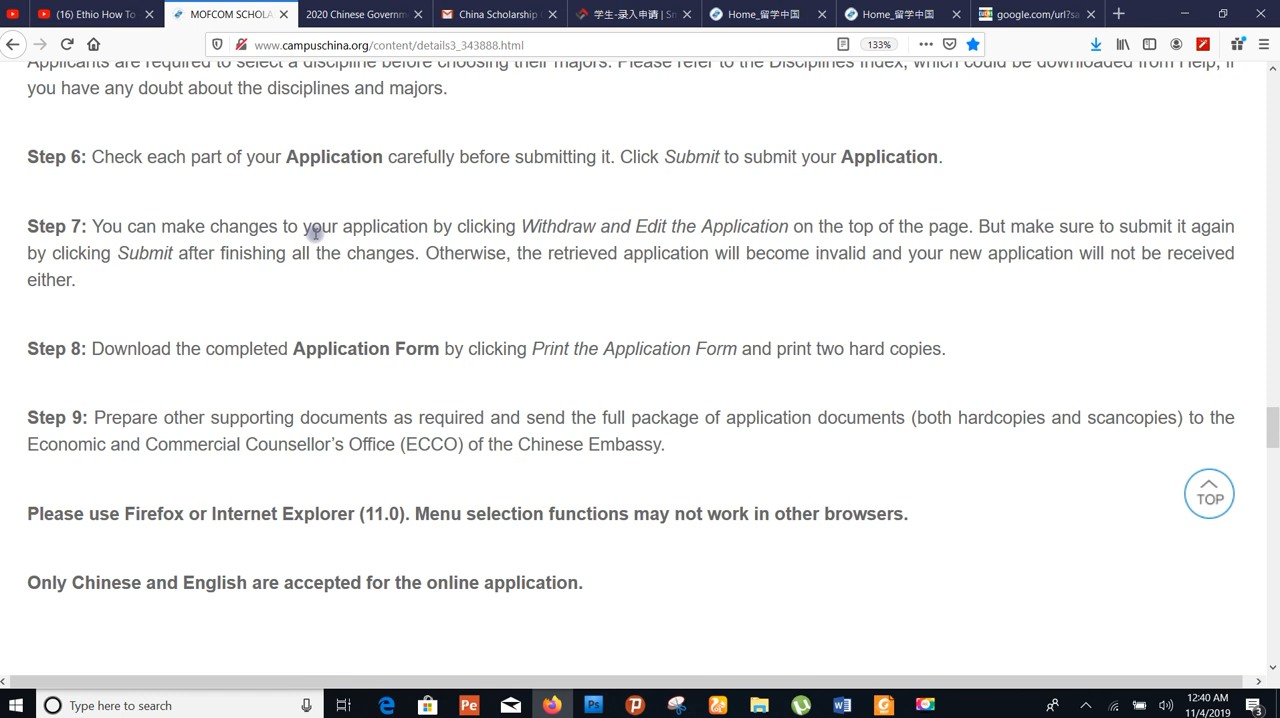 (16) Ethio How To
MOFCOM SCHOLA
2020 Chinese Governm
China Scholarship
学生-录入申请 | Sn
Home_留学中国
Home_留学中国
google.com/url?sa
www.campuschina.org/content/details3_343888.html
133%
Applicants are required to select a discipline before choosing their majors. Please refer to the Disciplines Index, which could be downloaded from Help, if
you have any doubt about the disciplines and majors.
Step 6: Check each part of your Application carefully before submitting it. Click Submit to submit your Application.
Step 7: You can make changes to your application by clicking Withdraw and Edit the Application on the top of the page. But make sure to submit it again
by clicking Submit after finishing all the changes. Otherwise, the retrieved application will become invalid and your new application will not be received
either.
Step 8: Download the completed Application Form by clicking Print the Application Form and print two hard copies.
Step 9: Prepare other supporting documents as required and send the full package of application documents (both hardcopies and scancopies) to the
Economic and Commercial Counsellor’s Office (ECCO) of the Chinese Embassy.
TOP
Please use Firefox or Internet Explorer (11.0). Menu selection functions may not work in other browsers.
Only Chinese and English are accepted for the online application.
Type here to search
Pe
Ps
12:40 AM
11/4/2019
3